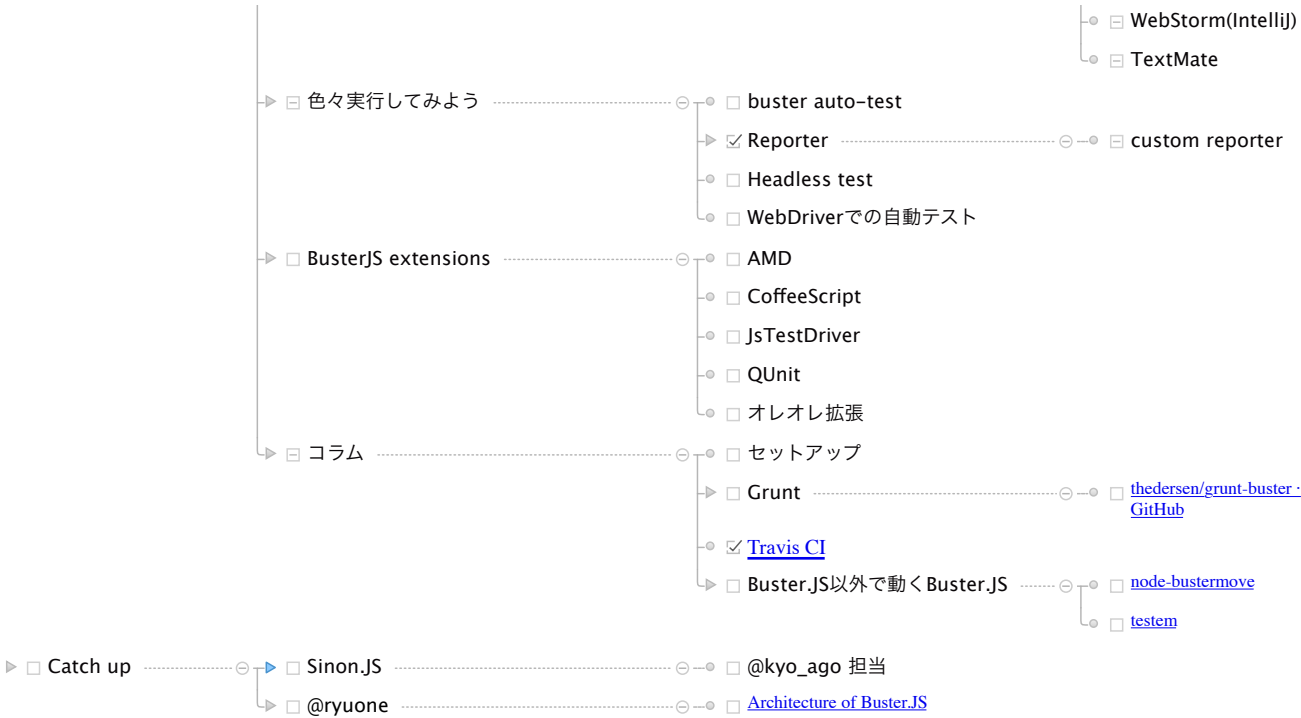 WebStorm(IntelliJ)
TextMate
色々実行してみよう
buster auto-test
Reporter
custom reporter
Headless test
WebDriverでの自動テスト
BusterJS extensions
AMD
CoffeeScript
JsTestDriver
QUnit
オレオレ拡張
コラム
セットアップ
Grunt
thedersen/grunt-buster ·
GitHub
Travis CI
Buster.JS以外で動くBuster.JS
node-bustermove
testem
Catch up
Sinon.JS
@kyo_ago 担当
@ryuone
Architecture of Buster.JS